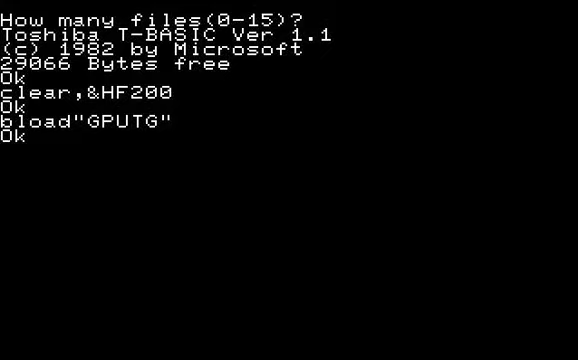 How many files(0-15)?
Toshiba T-BASIC Ver 1.1
(c) 1982 by Microsoft
29066 Bytes free
Ok
clear,&HF200
Ok
bload"GPUTG"
Ok